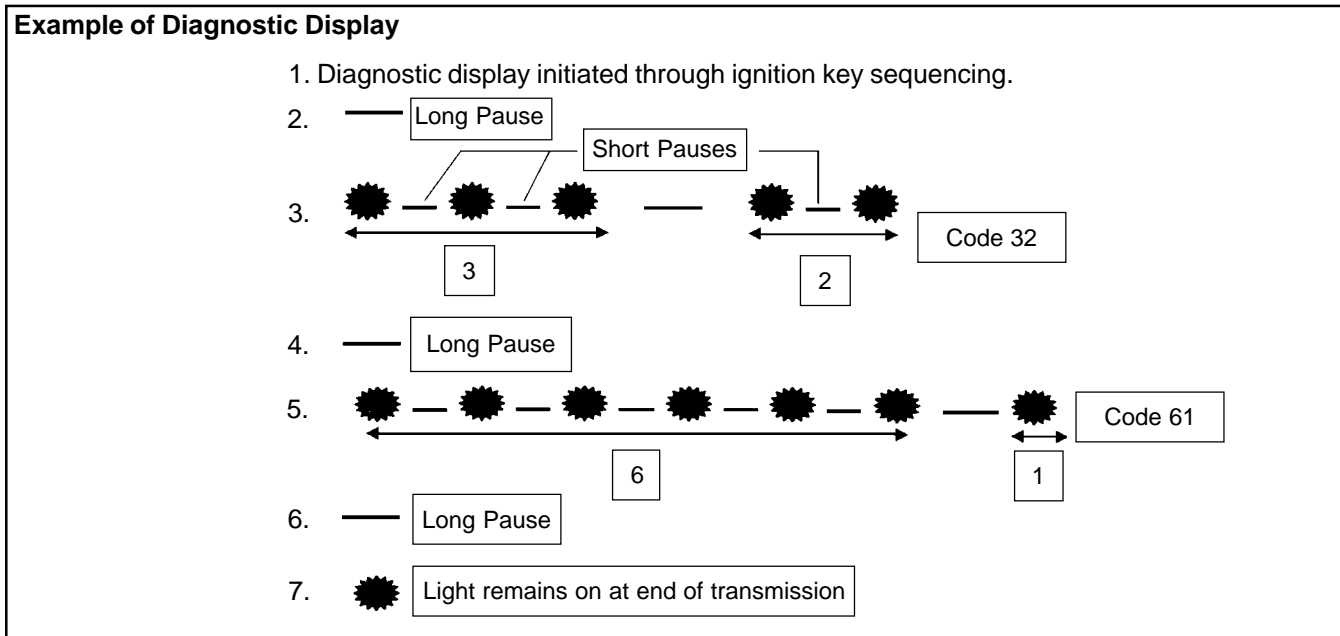 Example of Diagnostic Display
1. Diagnostic display initiated through ignition key sequencing.
2. Long Pause
Short Pauses
3.
Code 32
3
2
4. Long Pause
5.
Code 61
6
1
6. Long Pause
7. Light remains on at end of transmission